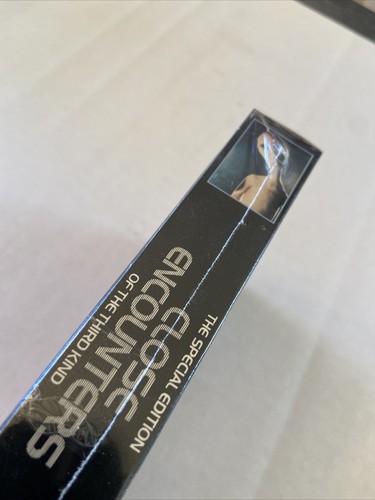 THE SPECIAL EDITION
CLOSE
ENCOUNTERS
OF THE THIRD KIND